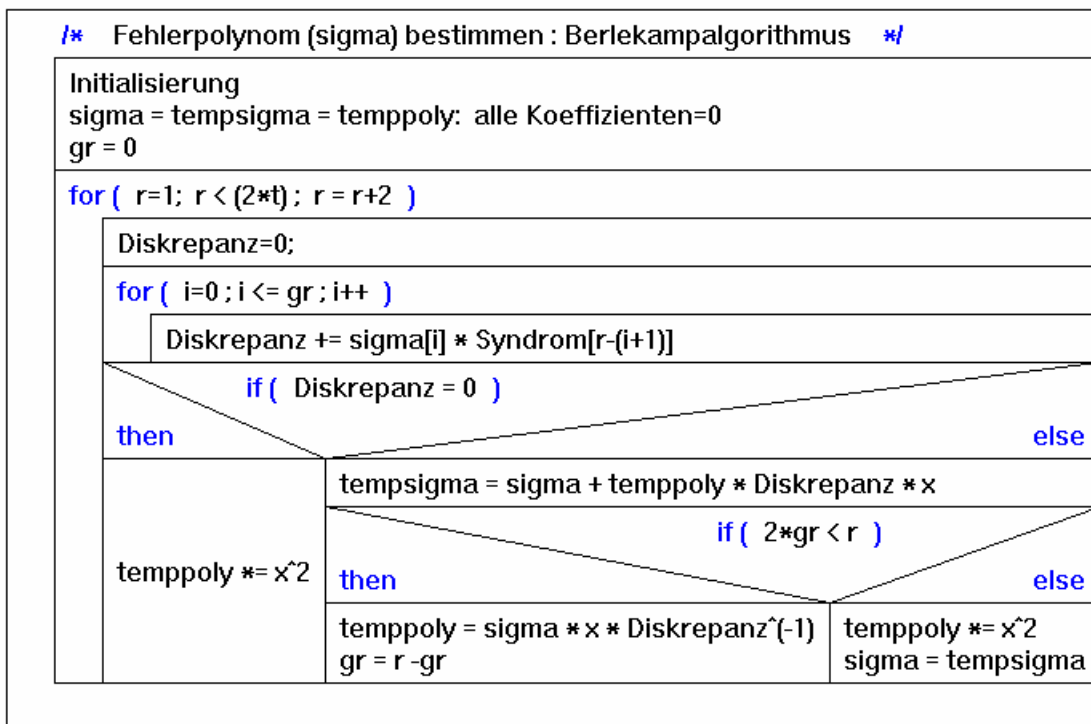 /* Fehlerpolynom (sigma) bestimmen : Berlekampalgorithmus */
Initialisierung
sigma = tempsigma = temppoly: alle Koeffizienten=0
gr = 0
for ( r=1; r < (2*t) ; r = r+2 )
Diskrepanz=0;
for ( i=0 ; i <= gr ; i++ )
Diskrepanz += sigma[i] * Syndrom[r-(i+1)]
if ( Diskrepanz = 0 )
then else
tempsigma = sigma + temppoly * Diskrepanz * x
if ( 2*gr < r )
temppoly *= x^2
then else
temppoly = sigma * x * Diskrepanz^(-1)
gr = r -gr
temppoly *= x^2
sigma = tempsigma